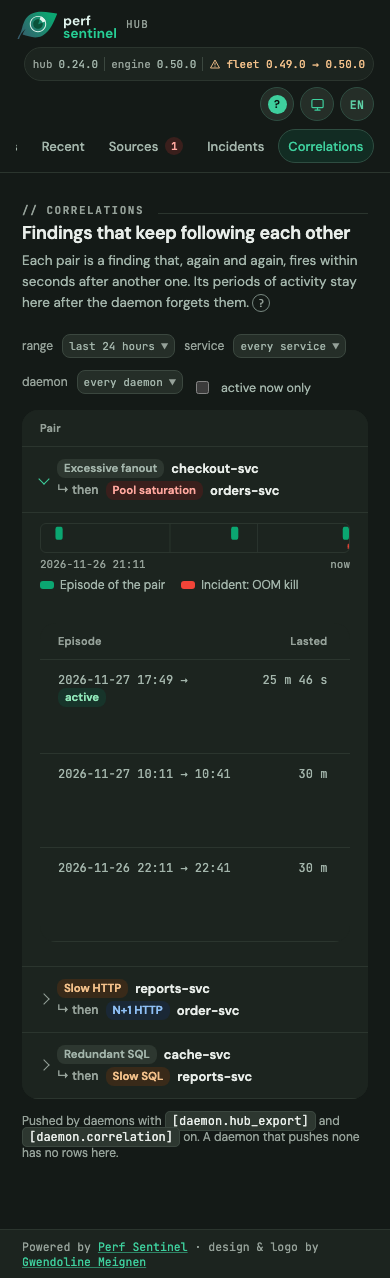 perf
sentinel HUB
hub 0.24.0 engine 0.50.0 ⚠ fleet 0.49.0 → 0.50.0
? EN
s Recent Sources 1 Incidents Correlations
// CORRELATIONS
Findings that keep following each other
Each pair is a finding that, again and again, fires within
seconds after another one. Its periods of activity stay
here after the daemon forgets them. ?
range last 24 hours ▼ service every service ▼
daemon every daemon ▼ active now only
Pair
Excessive fanout checkout-svc
↳ then Pool saturation orders-svc
2026-11-26 21:11 now
Episode of the pair Incident: OOM kill
Episode Lasted
2026-11-27 17:49 → 25 m 46 s
active
2026-11-27 10:11 → 10:41 30 m
2026-11-26 22:11 → 22:41 30 m
Slow HTTP reports-svc
↳ then N+1 HTTP order-svc
Redundant SQL cache-svc
↳ then Slow SQL reports-svc
Pushed by daemons with [daemon.hub_export] and
[daemon.correlation] on. A daemon that pushes none
has no rows here.
Powered by Perf Sentinel · design & logo by
Gwendoline Meignen